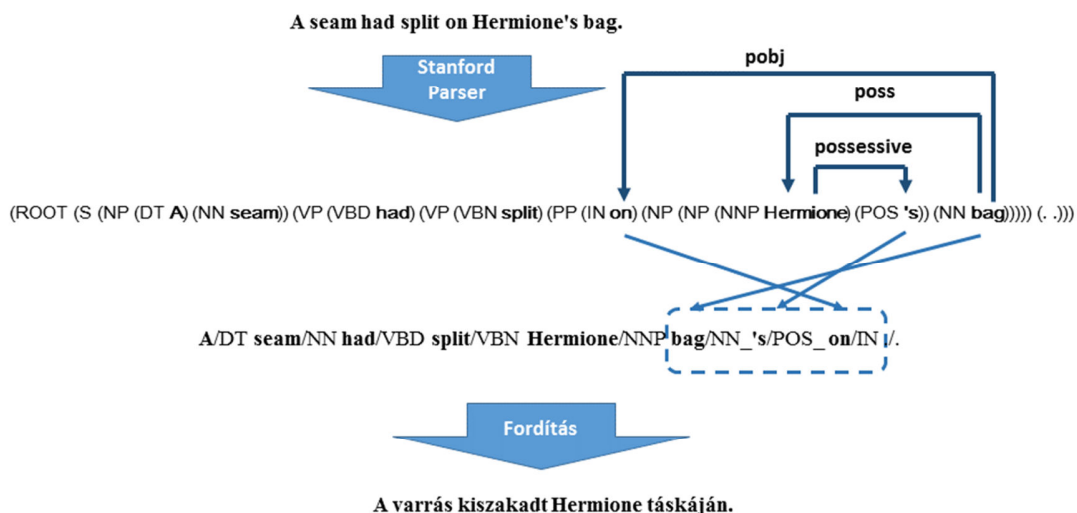 A seam had split on Hermione's bag.
Stanford
Parser
pobj
poss
possessive
(ROOT (S (NP (DT A) (NN seam)) (VP (VBD had) (VP (VBN split) (PP (IN on) (NP (NP (NNP Hermione) (POS 's)) (NN bag))))) (. .)))
A/DT seam/NN had/VBD split/VBN Hermione/NNP bag/NN_'s/POS_ on/IN ./.
Fordítás
A varrás kiszakadt Hermione táskáján.